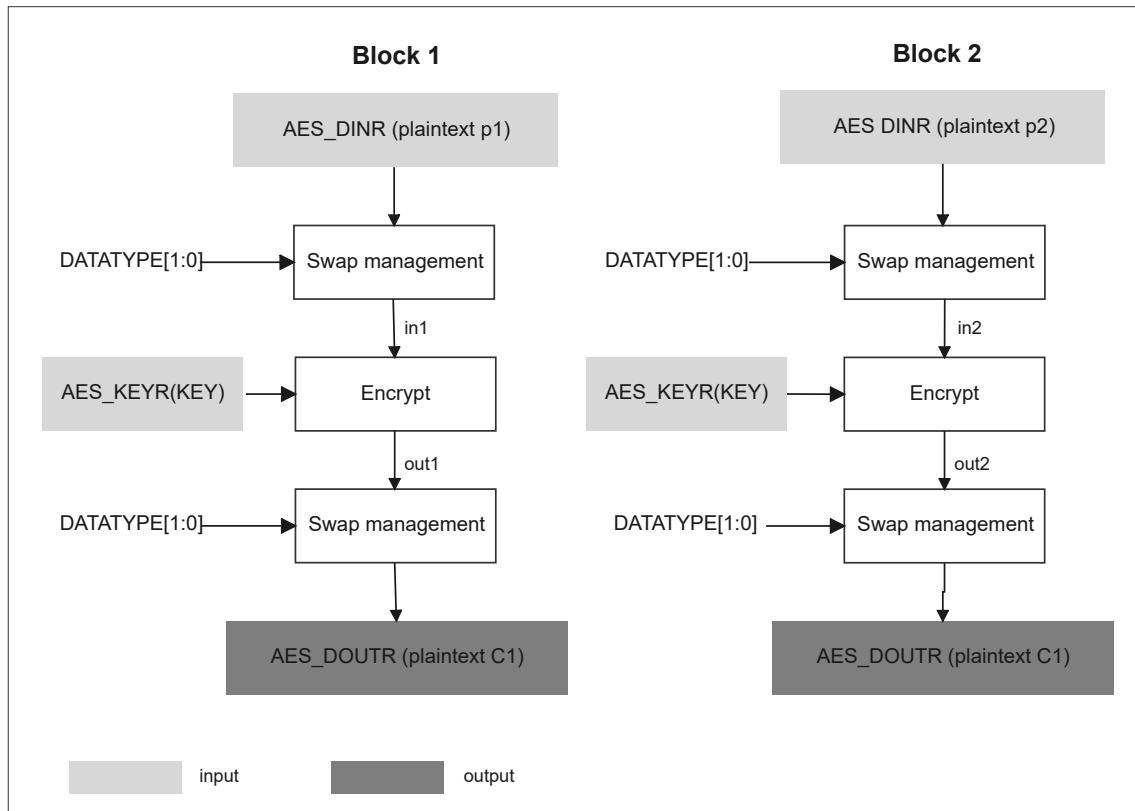 Block 1
AES_DINR (plaintext p1)
DATATYPE[1:0]
Swap management
in1
AES_KEYR(KEY)
Encrypt
out1
DATATYPE[1:0]
Swap management
AES_DOUTR (plaintext C1)
Block 2
AES DINR (plaintext p2)
DATATYPE[1:0]
Swap management
in2
AES_KEYR(KEY)
Encrypt
out2
DATATYPE[1:0]
Swap management
AES_DOUTR (plaintext C1)
input
output